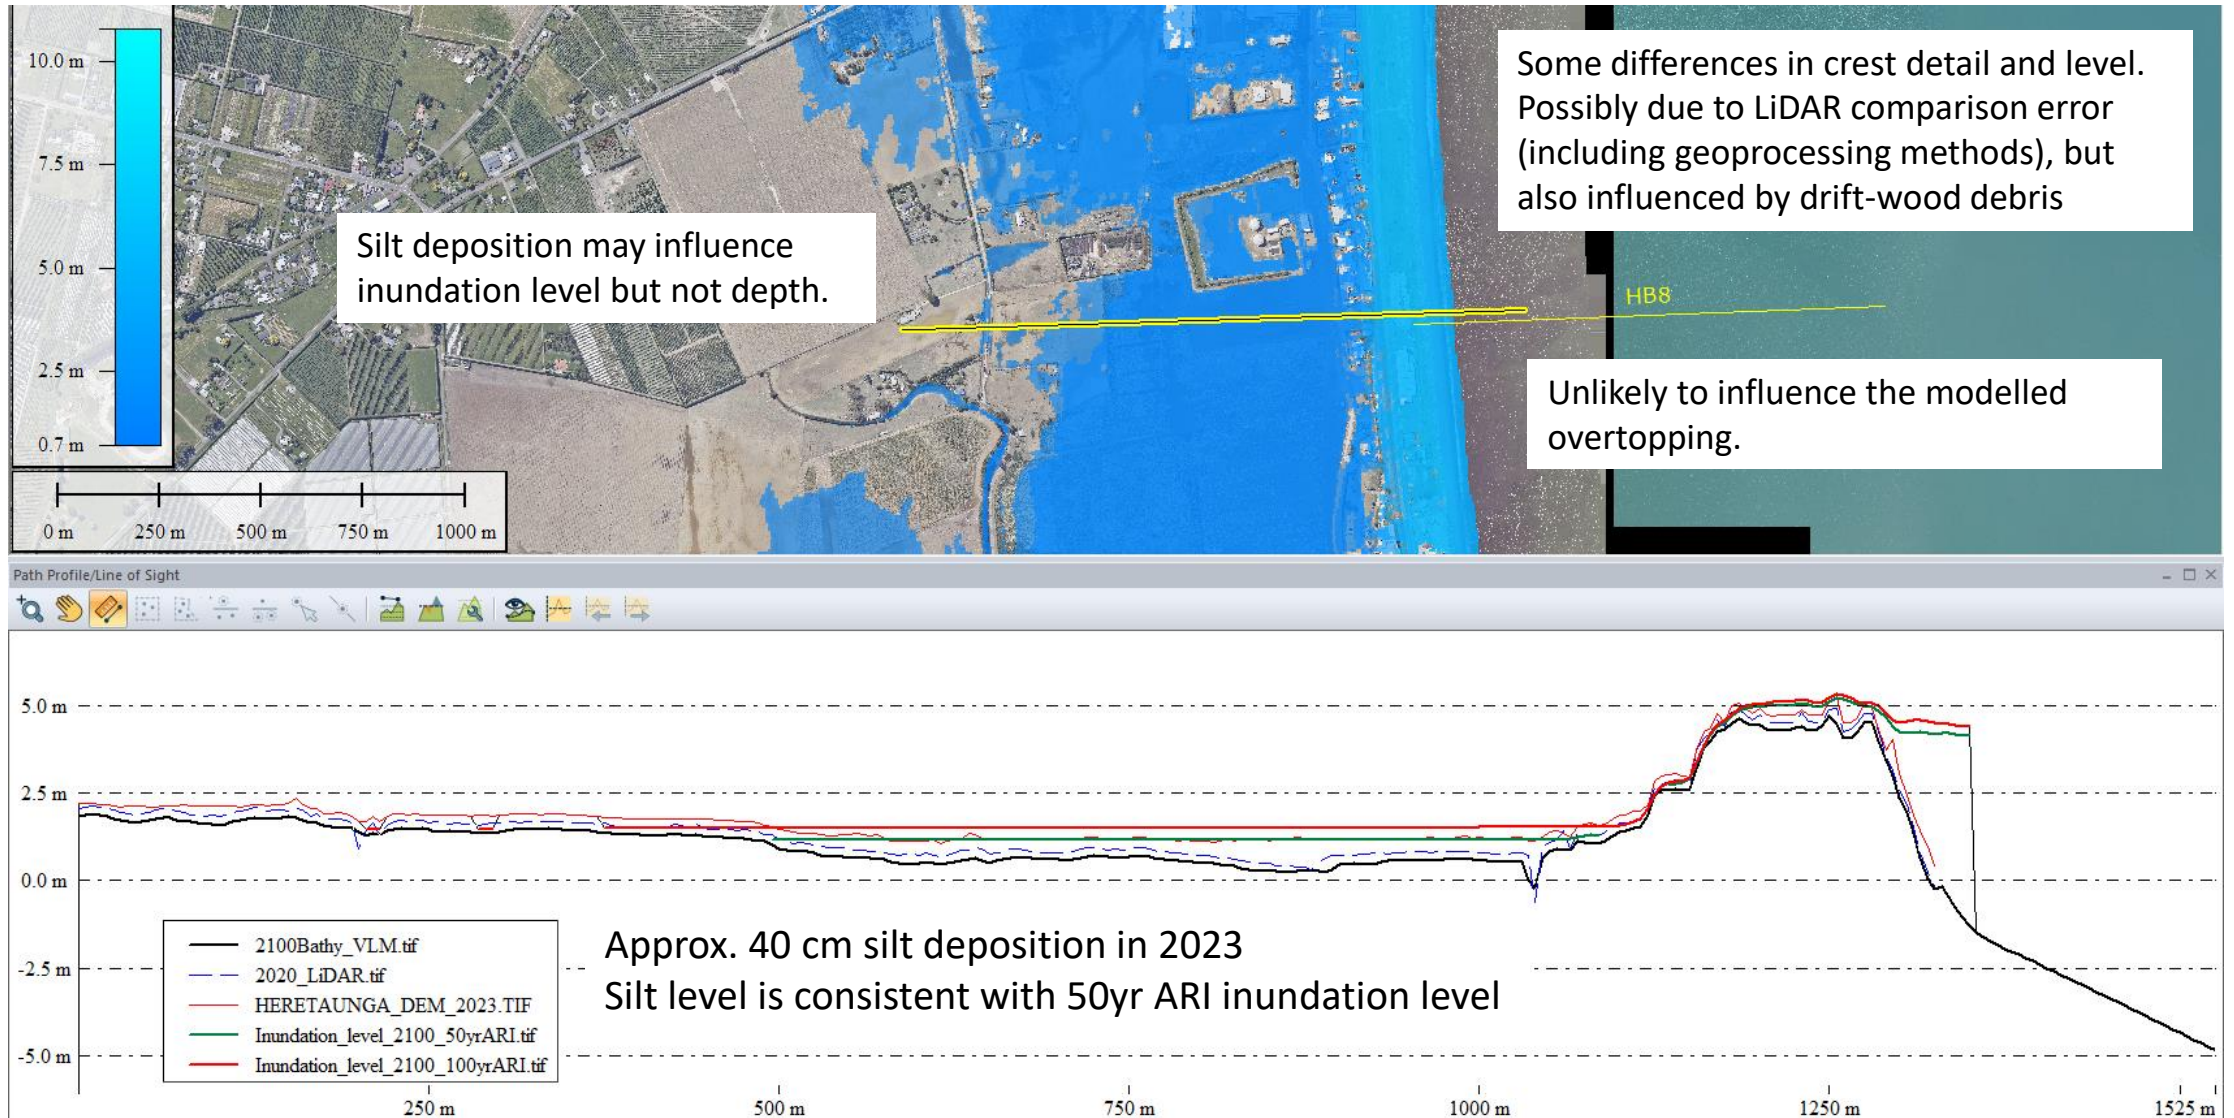 10.0 m
7.5 m
5.0 m
2.5 m
0.7 m
0 m 250 m 500 m 750 m 1000 m
Silt deposition may influence
inundation level but not depth.
Some differences in crest detail and level.
Possibly due to LiDAR comparison error
(including geoprocessing methods), but
also influenced by drift-wood debris
HB8
Unlikely to influence the modelled
overtopping.
Path Profile/Line of Sight
5.0 m
2.5 m
0.0 m
-2.5 m
-5.0 m
2100Bathy_VLM.tif
2020_LiDAR.tif
HERETAUNGA_DEM_2023.TIF
Inundation_level_2100_50yrARI.tif
Inundation_level_2100_100yrARI.tif
Approx. 40 cm silt deposition in 2023
Silt level is consistent with 50yr ARI inundation level
250 m 500 m 750 m 1000 m 1250 m 1525 m